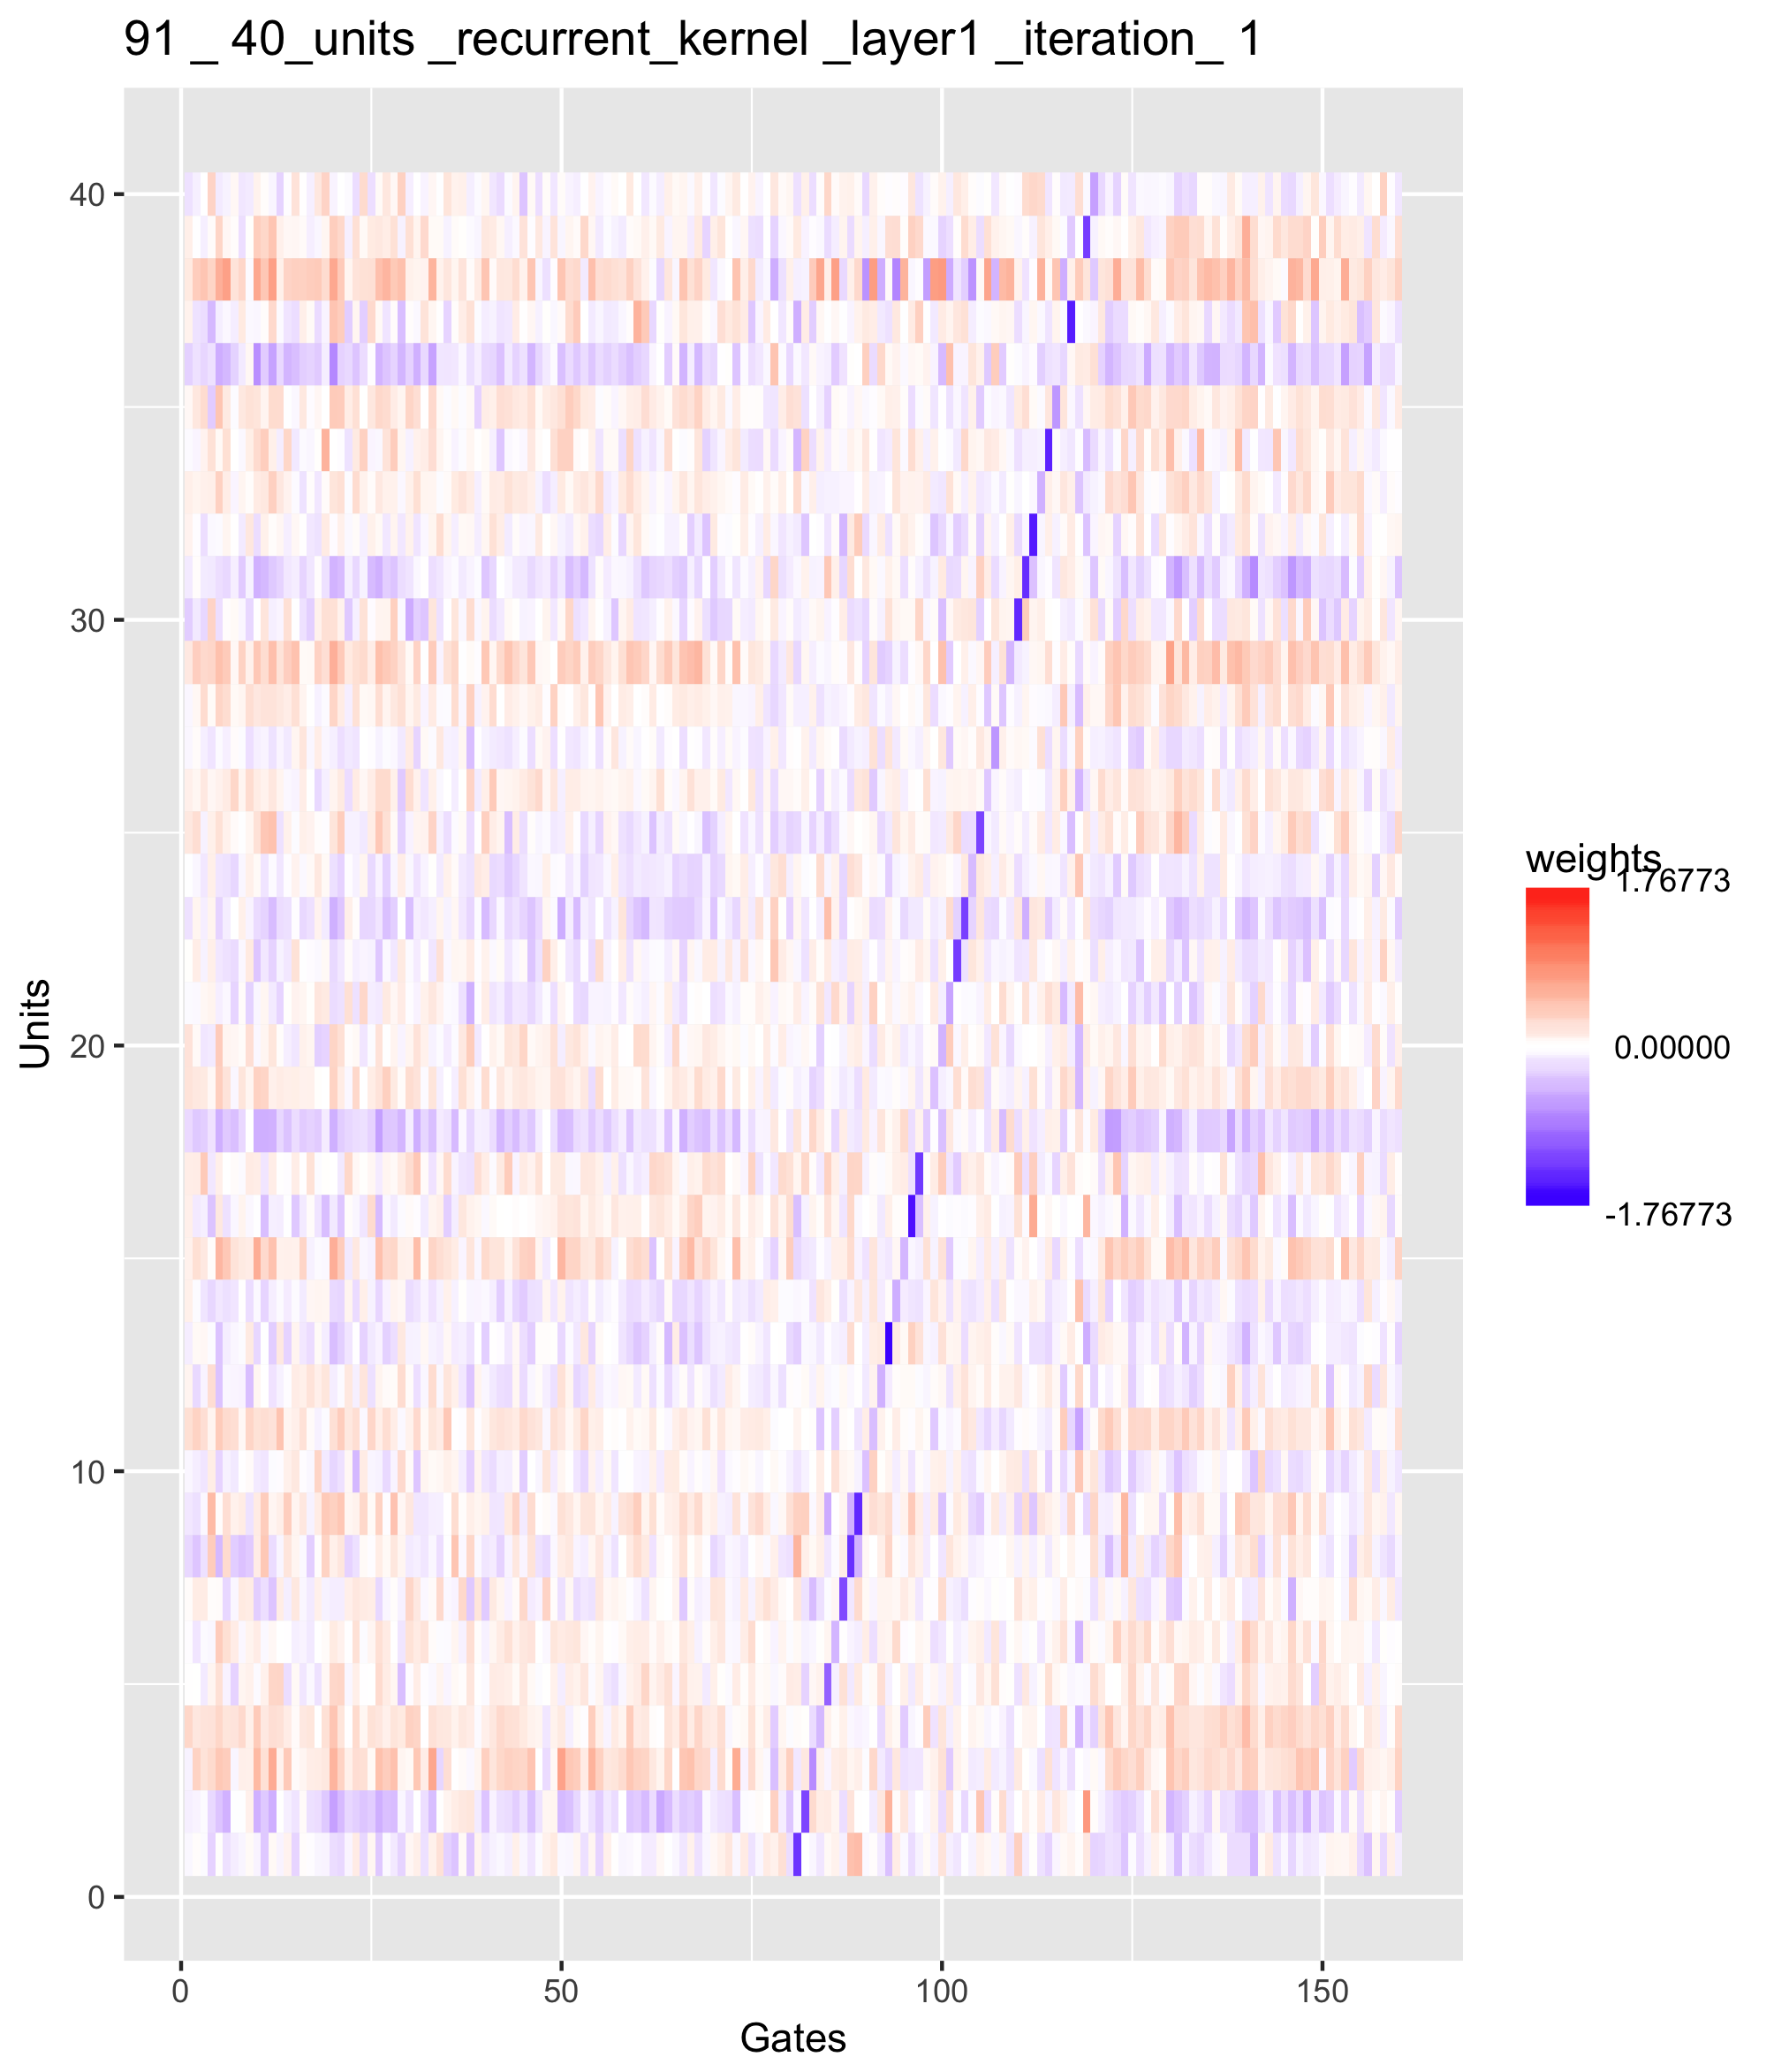 91 _ 40_units _recurrent_kernel _layer1 _iteration_ 1
40
30
20
10
0
Units
0 50 100 150
Gates
weights
1.76773
0.00000
-1.76773